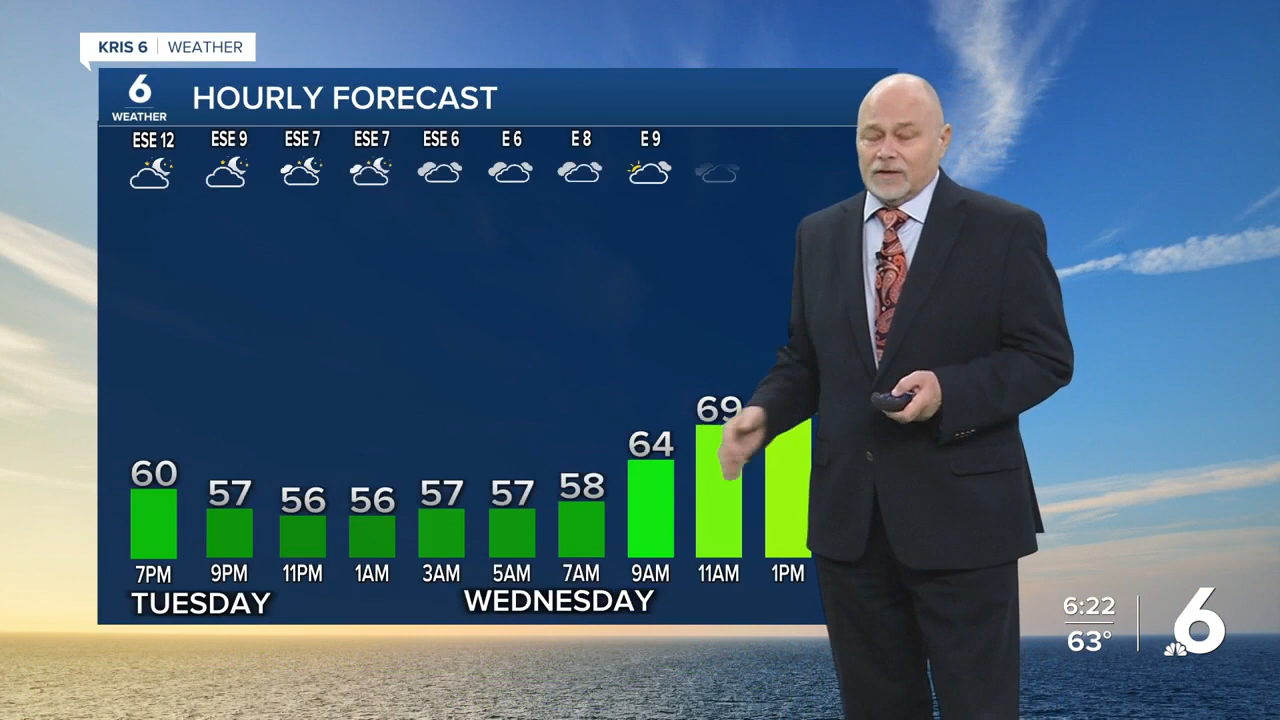 KRIS 6 WEATHER
6
WEATHER
HOURLY FORECAST
ESE 12 ESE 9 ESE 7 ESE 7 ESE 6 E 6 E 8 E 9
60 57 56 56 57 57 58 64 69
7PM 9PM 11PM 1AM 3AM 5AM 7AM 9AM 11AM 1PM
TUESDAY WEDNESDAY
6:22
63°
6